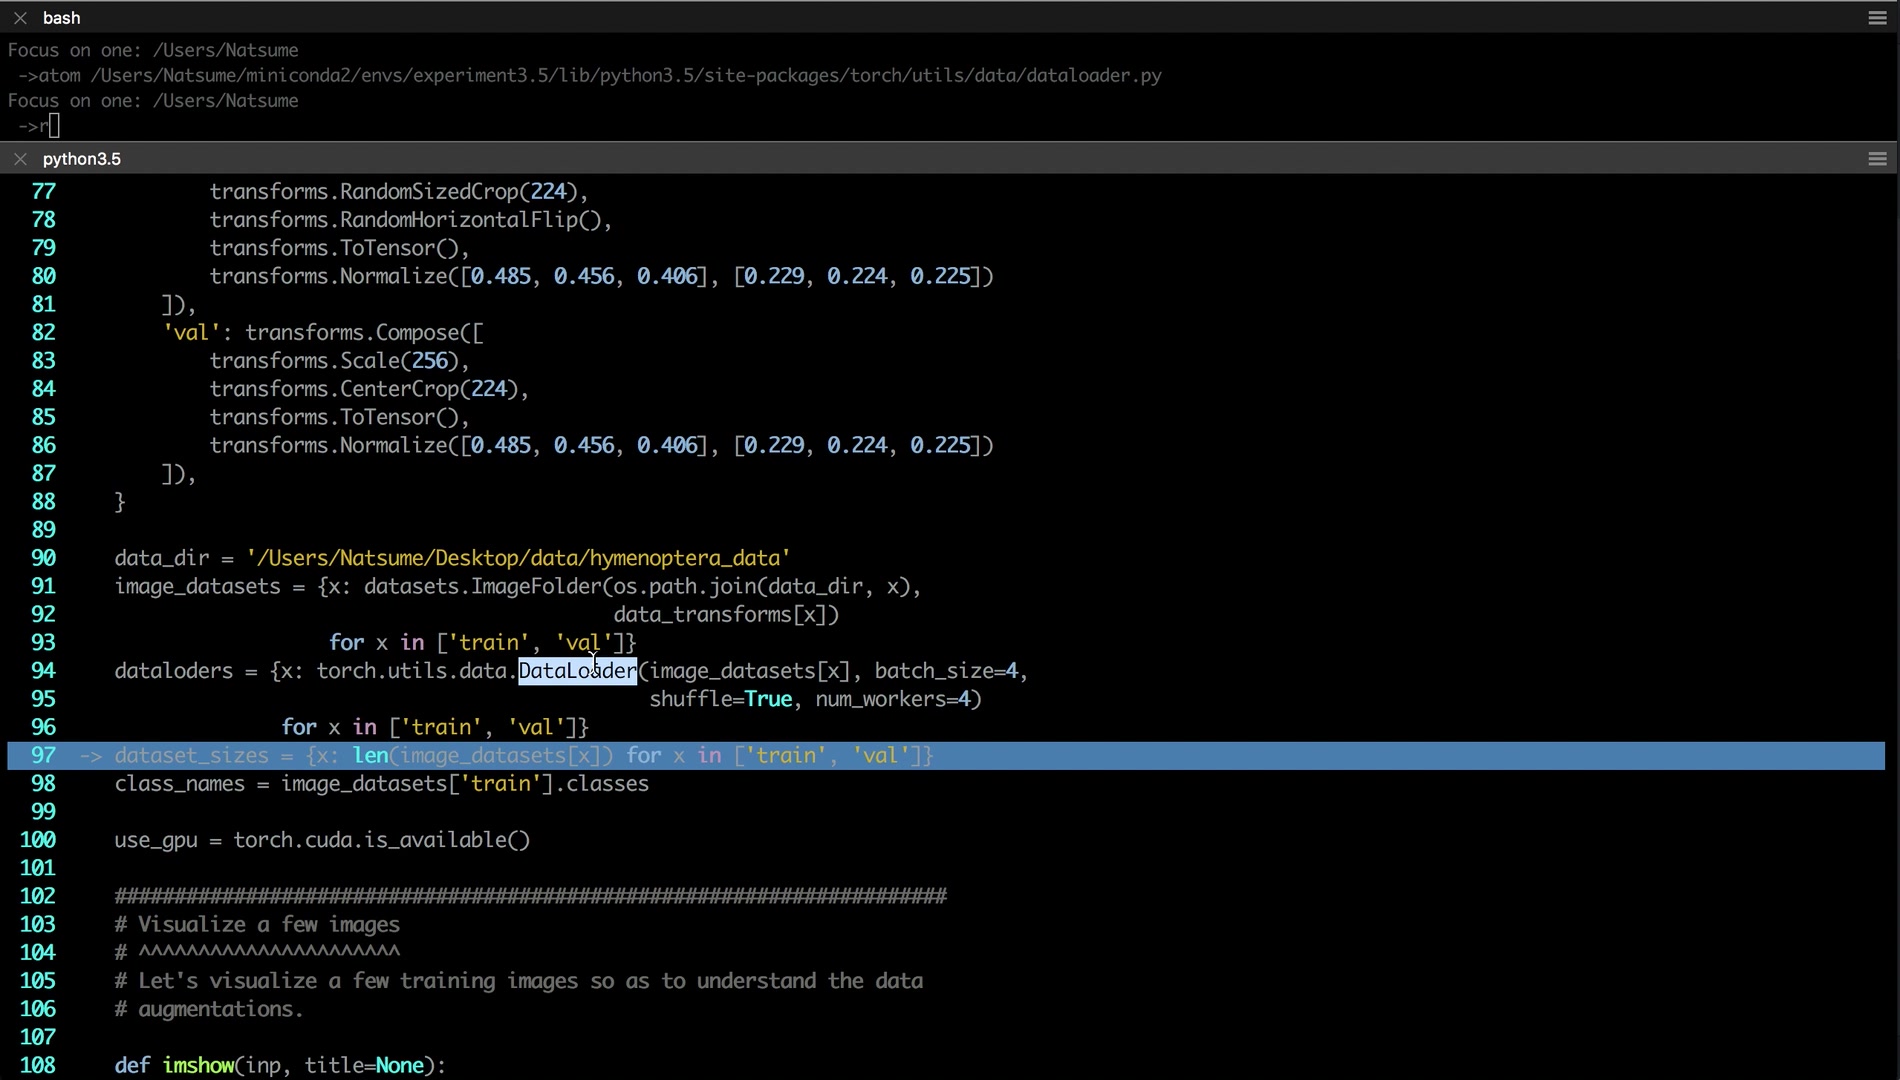 bash
Focus on one: /Users/Natsume
->atom /Users/Natsume/miniconda2/envs/experiment3.5/lib/python3.5/site-packages/torch/utils/data/dataloader.py
Focus on one: /Users/Natsume
->r
python3.5
77 transforms.RandomSizedCrop(224),
78 transforms.RandomHorizontalFlip(),
79 transforms.ToTensor(),
80 transforms.Normalize([0.485, 0.456, 0.406], [0.229, 0.224, 0.225])
81 ]),
82 'val': transforms.Compose([
83 transforms.Scale(256),
84 transforms.CenterCrop(224),
85 transforms.ToTensor(),
86 transforms.Normalize([0.485, 0.456, 0.406], [0.229, 0.224, 0.225])
87 ]),
88 }
89
90 data_dir = '/Users/Natsume/Desktop/data/hymenoptera_data'
91 image_datasets = {x: datasets.ImageFolder(os.path.join(data_dir, x),
92 data_transforms[x])
93 for x in ['train', 'val']}
94 dataloders = {x: torch.utils.data.DataLoader(image_datasets[x], batch_size=4,
95 shuffle=True, num_workers=4)
96 for x in ['train', 'val']}
97 -> dataset_sizes = {x: len(image_datasets[x]) for x in ['train', 'val']}
98 class_names = image_datasets['train'].classes
99
100 use_gpu = torch.cuda.is_available()
101
102 ######################################################################
103 # Visualize a few images
104 # ^^^^^^^^^^^^^^^^^^^^^^
105 # Let's visualize a few training images so as to understand the data
106 # augmentations.
107
108 def imshow(inp, title=None):